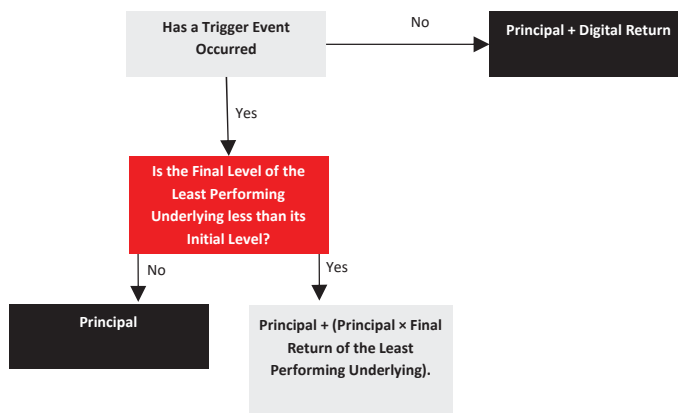 Has a Trigger Event
Occurred
No
Principal + Digital Return
Yes
Is the Final Level of the
Least Performing
Underlying less than its
Initial Level?
No
Yes
Principal
Principal + (Principal × Final
Return of the Least
Performing Underlying).